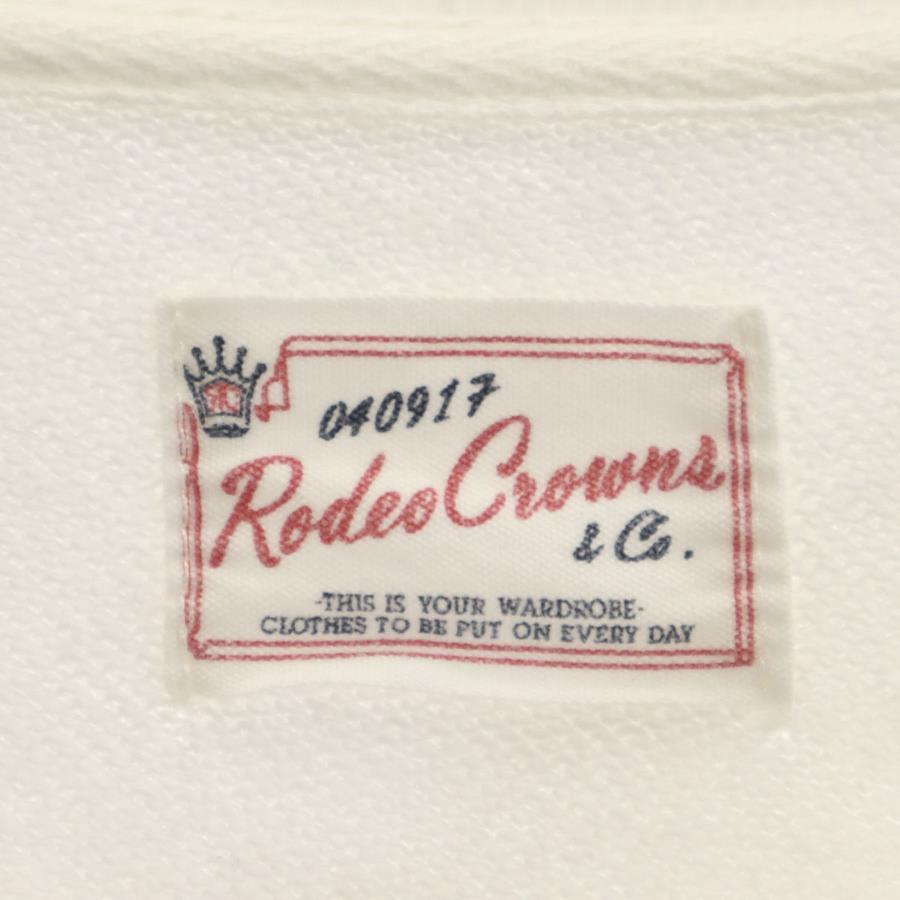 040917
Rodeo Crowns
& Co.
-THIS IS YOUR WARDROBE-
CLOTHES TO BE PUT ON EVERY DAY